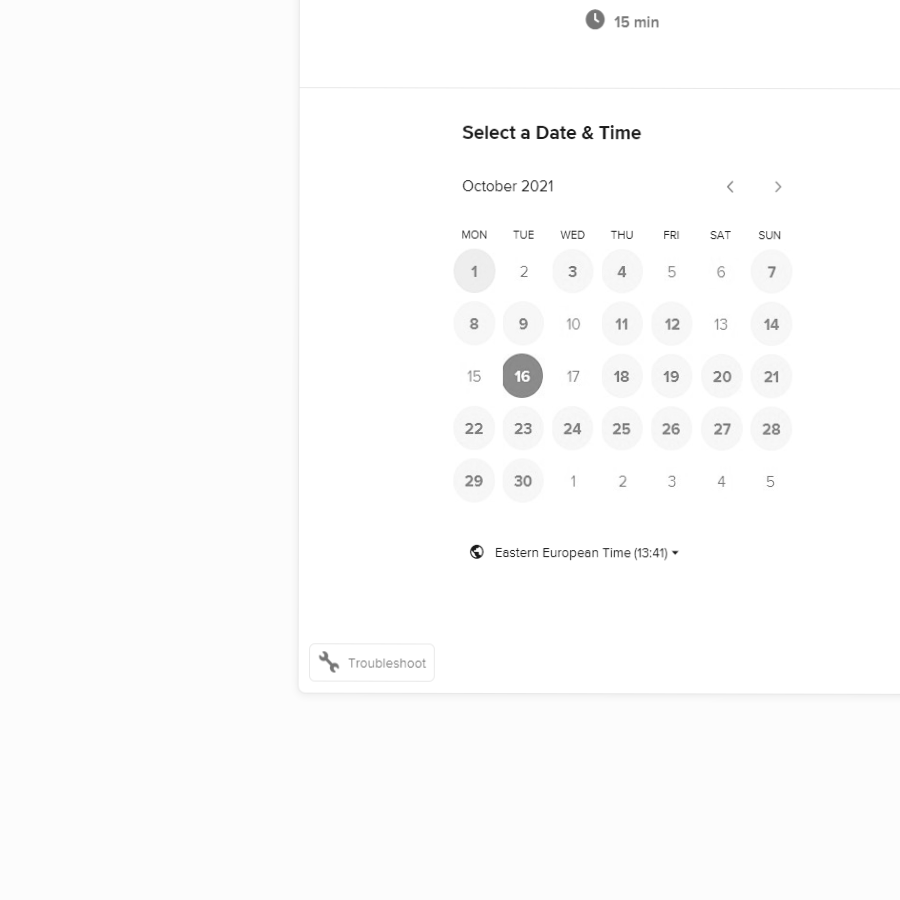 15 min
Select a Date & Time
October 2021
MON TUE WED THU FRI SAT SUN
1 2 3 4 5 6 7
8 9 10 11 12 13 14
15 16 17 18 19 20 21
22 23 24 25 26 27 28
29 30 1 2 3 4 5
Eastern European Time (13:41)
Troubleshoot